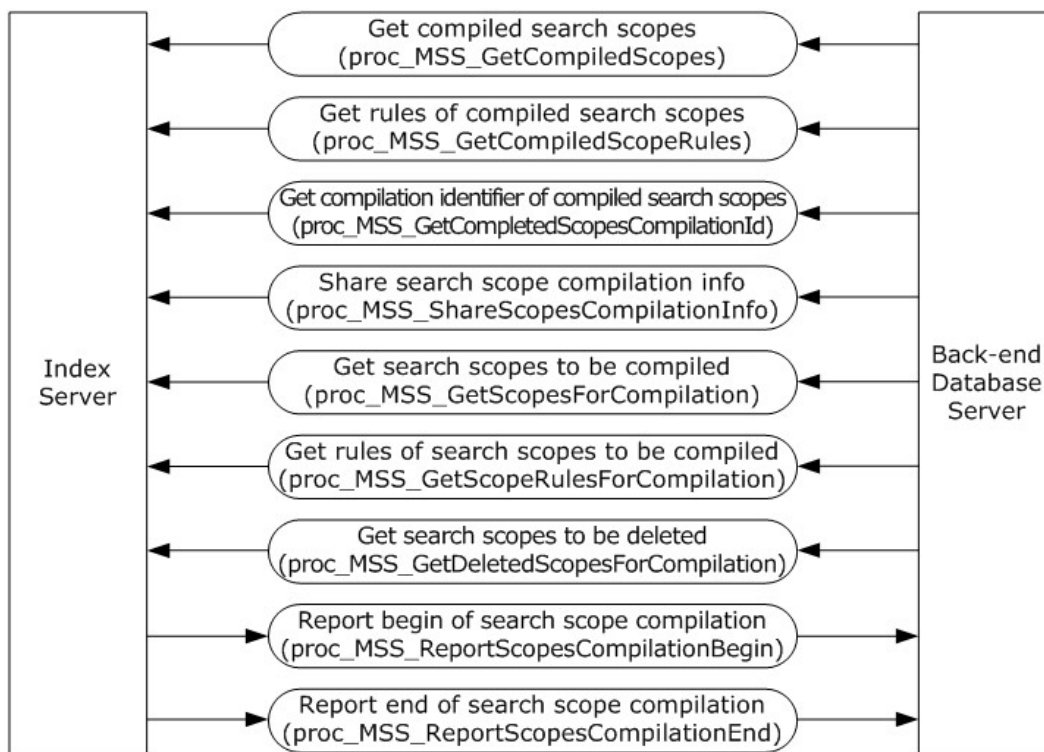 Get compiled search scopes
(proc_MSS_GetCompiledScopes)
Get rules of compiled search scopes
(proc_MSS_GetCompiledScopeRules)
Get compilation identifier of compiled search scopes
(proc_MSS_GetCompletedScopesCompilationId)
Share search scope compilation info
(proc_MSS_ShareScopesCompilationInfo)
Index
Server
Get search scopes to be compiled
(proc_MSS_GetScopesForCompilation)
Back-end
Database
Server
Get rules of search scopes to be compiled
(proc_MSS_GetScopeRulesForCompilation)
Get search scopes to be deleted
(proc_MSS_GetDeletedScopesForCompilation)
Report begin of search scope compilation
(proc_MSS_ReportScopesCompilationBegin)
Report end of search scope compilation
(proc_MSS_ReportScopesCompilationEnd)